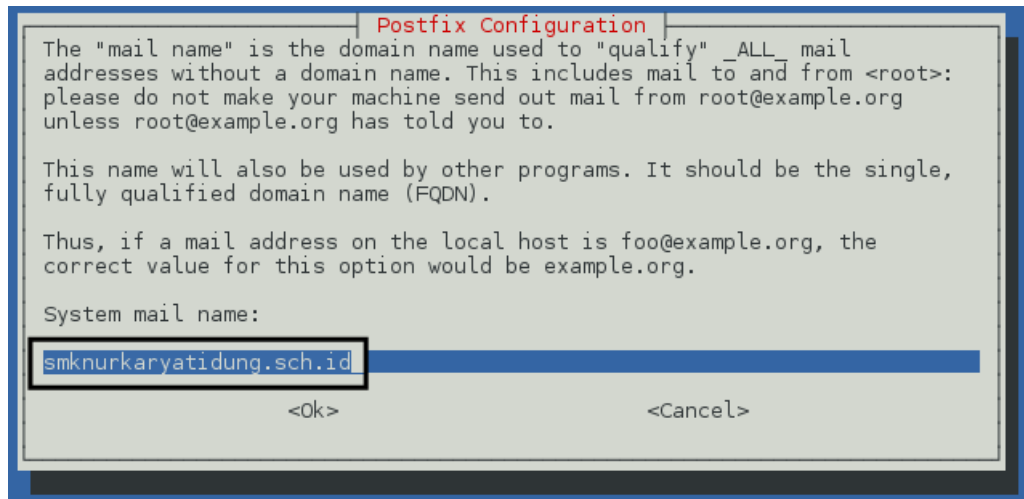 Postfix Configuration
The "mail name" is the domain name used to "qualify" _ALL_ mail
addresses without a domain name. This includes mail to and from <root>:
please do not make your machine send out mail from root@example.org
unless root@example.org has told you to.
This name will also be used by other programs. It should be the single,
fully qualified domain name (FQDN).
Thus, if a mail address on the local host is foo@example.org, the
correct value for this option would be example.org.
System mail name:
smknurkaryatidung.sch.id
<Ok> <Cancel>